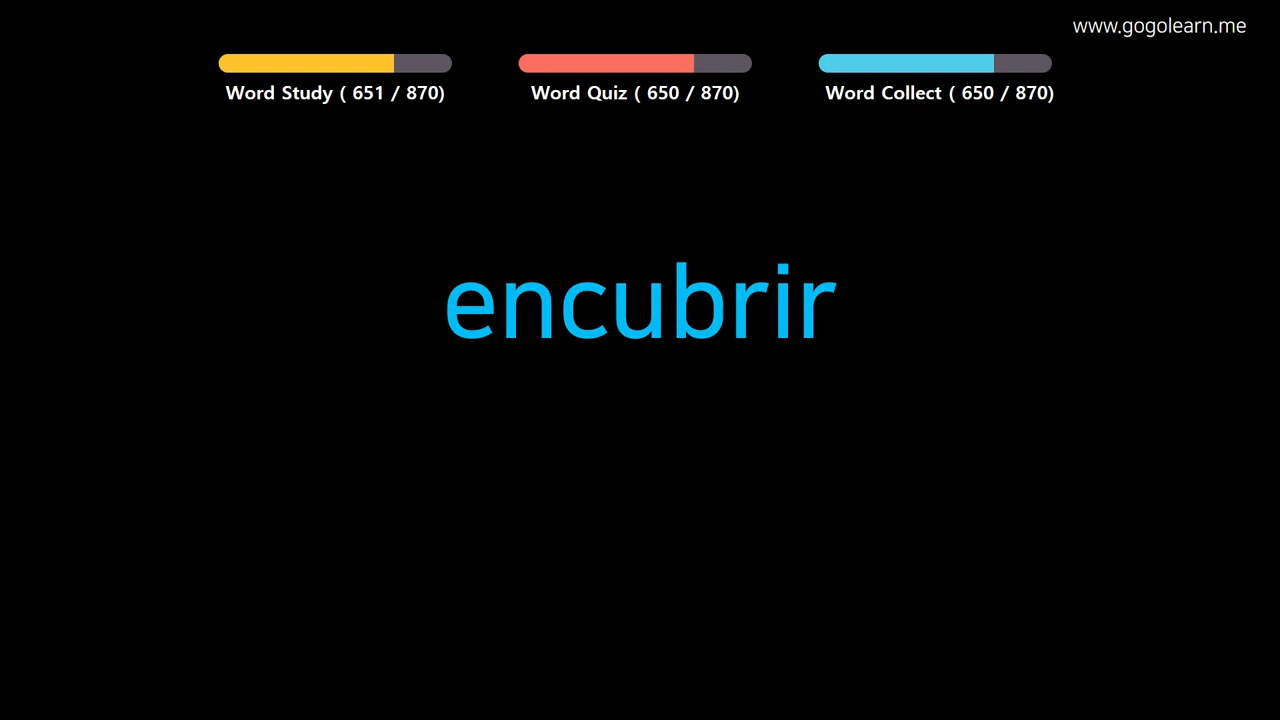 www.gogolearn.me
Word Study ( 651 / 870)
Word Quiz ( 650 / 870)
Word Collect ( 650 / 870)
encubrir